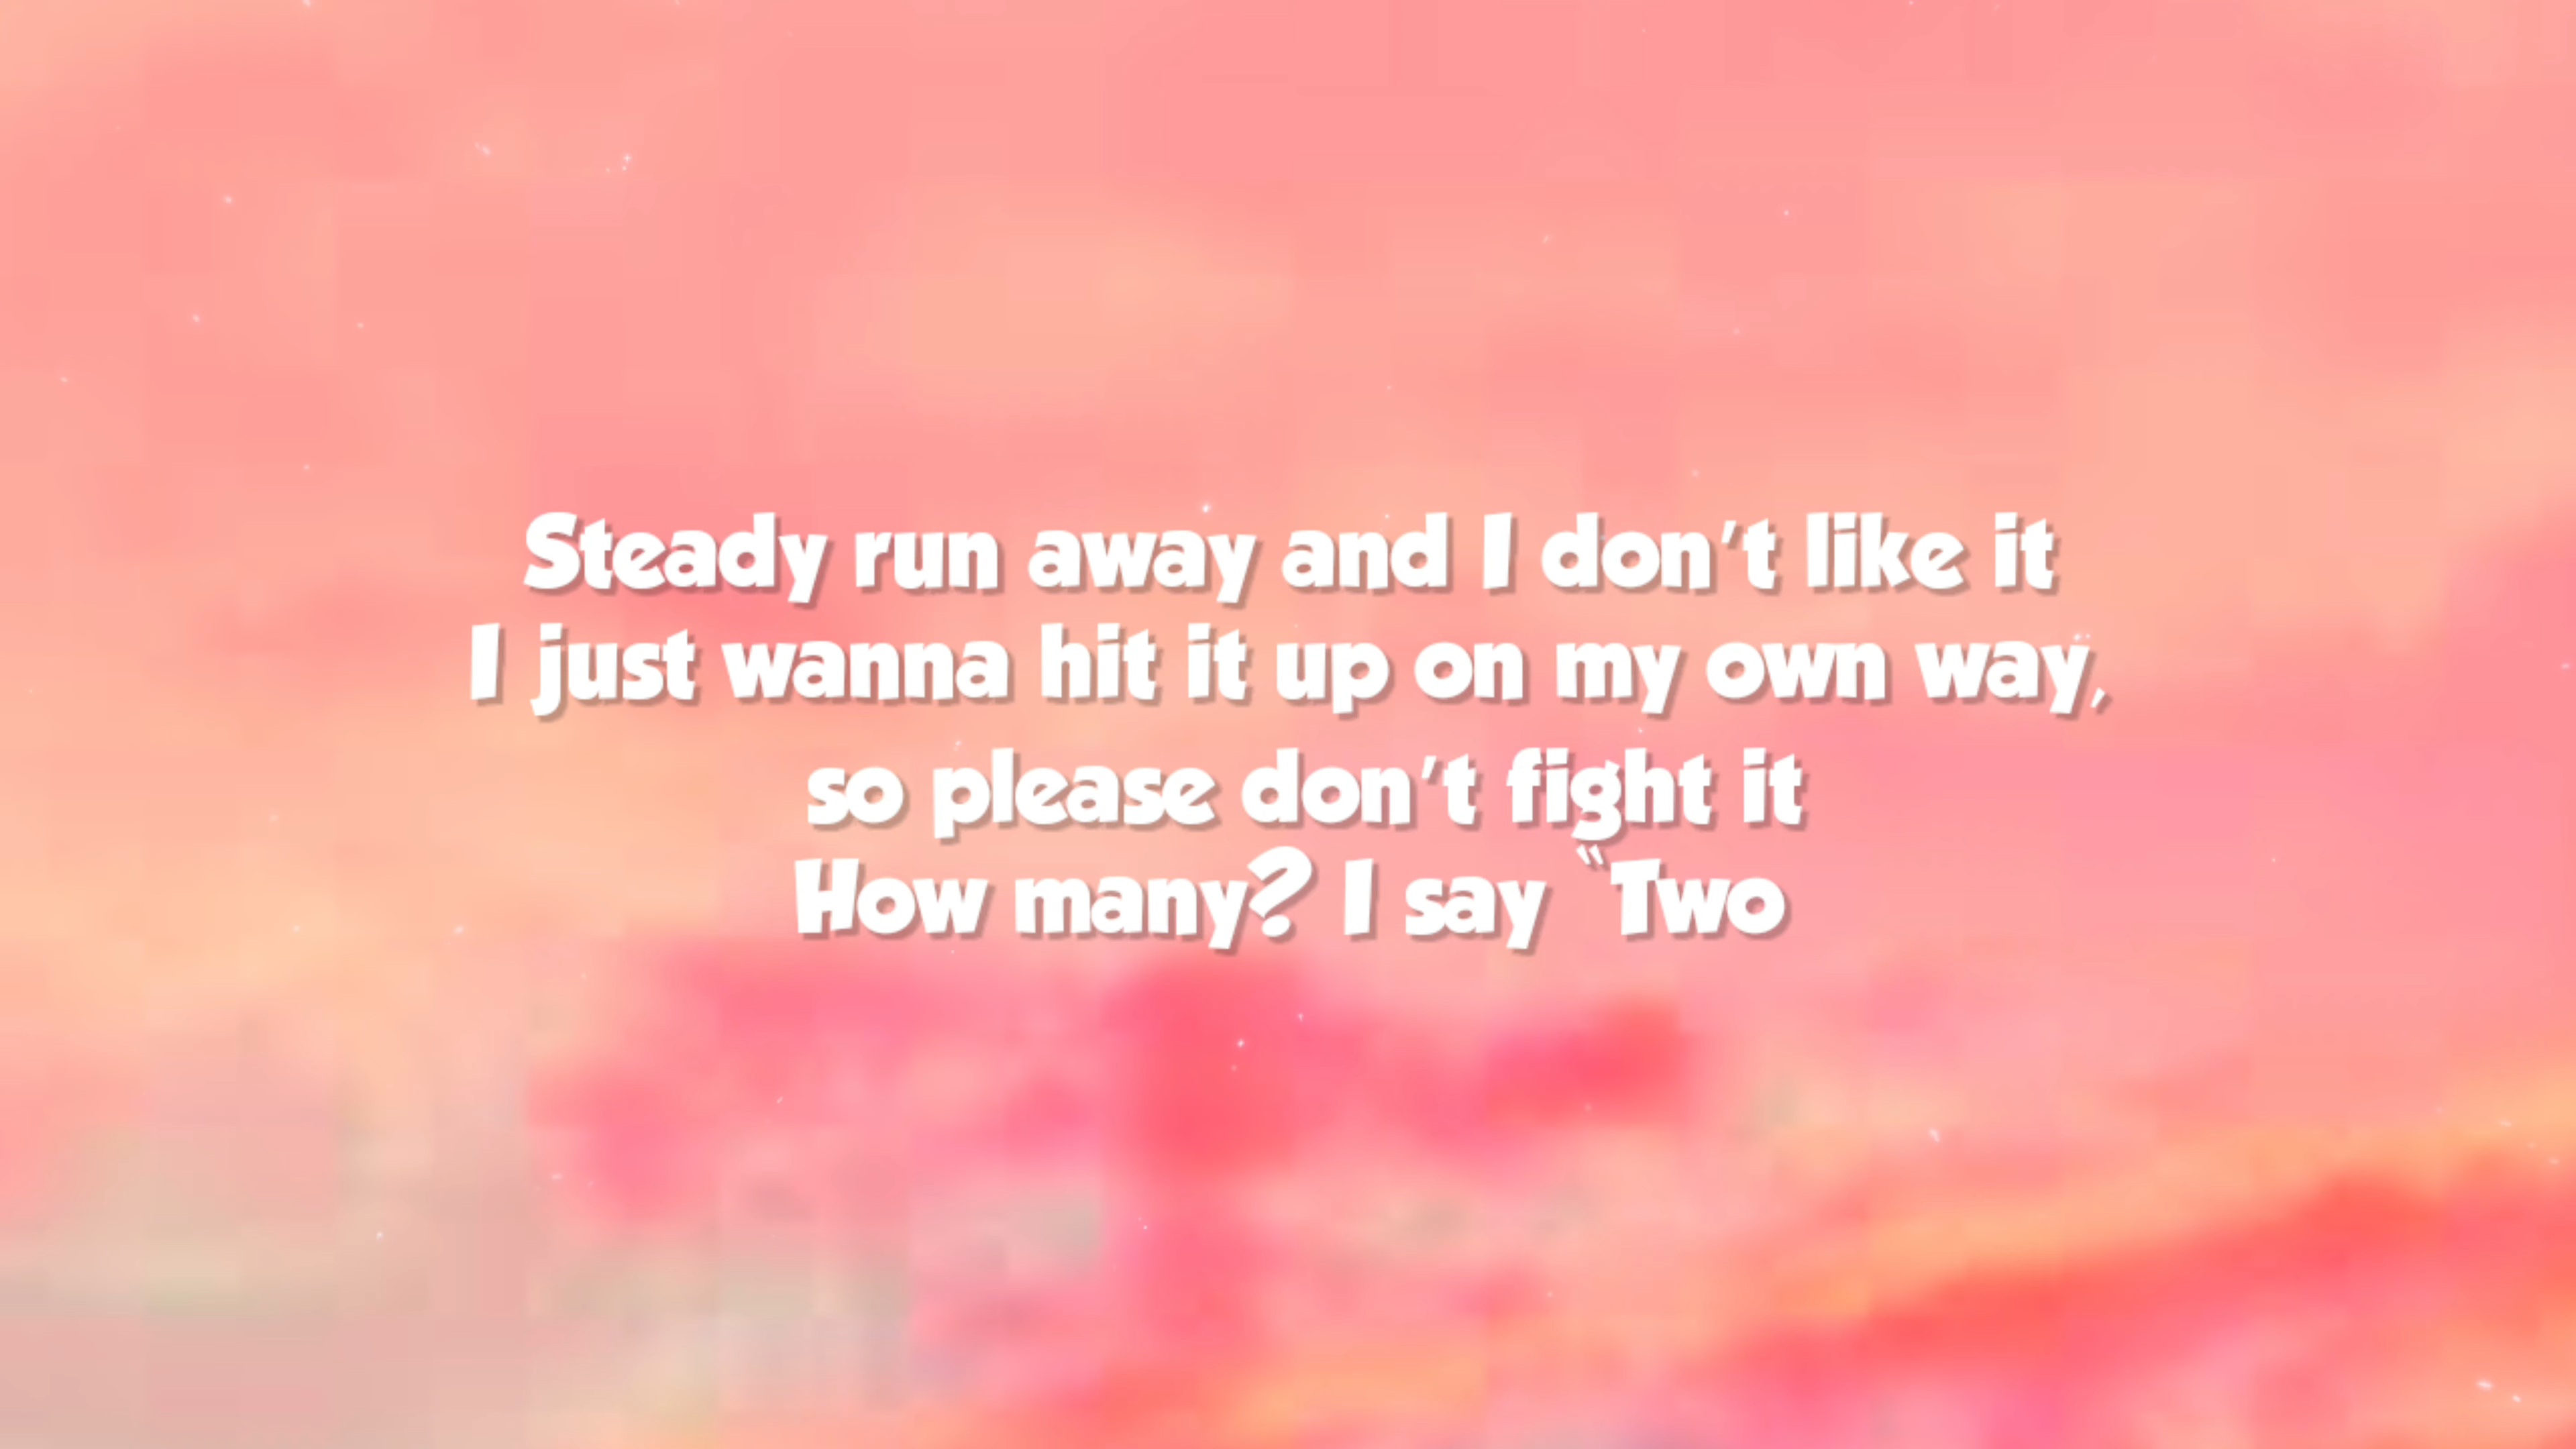 Steady run away and I don't like it
I just wanna hit it up on my own way,
so please don't fight it
How many? I say "Two